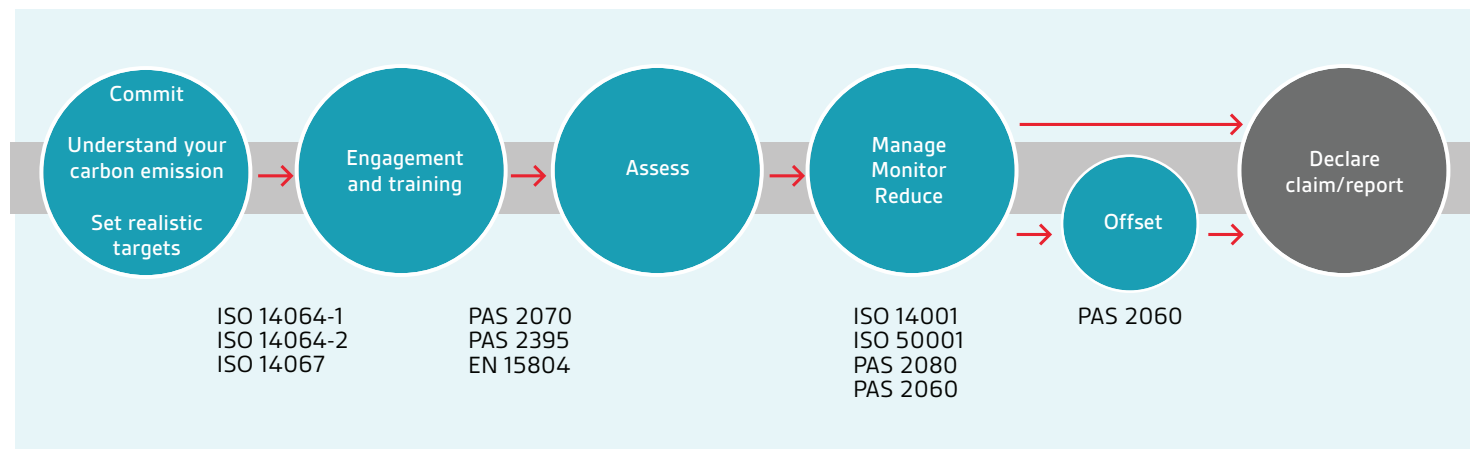 Commit
Understand your
carbon emission
Set realistic
targets
Engagement
and training
Assess
Manage
Monitor
Reduce
Offset
Declare
claim/report
ISO 14064-1
ISO 14064-2
ISO 14067
PAS 2070
PAS 2395
EN 15804
ISO 14001
ISO 50001
PAS 2080
PAS 2060
PAS 2060